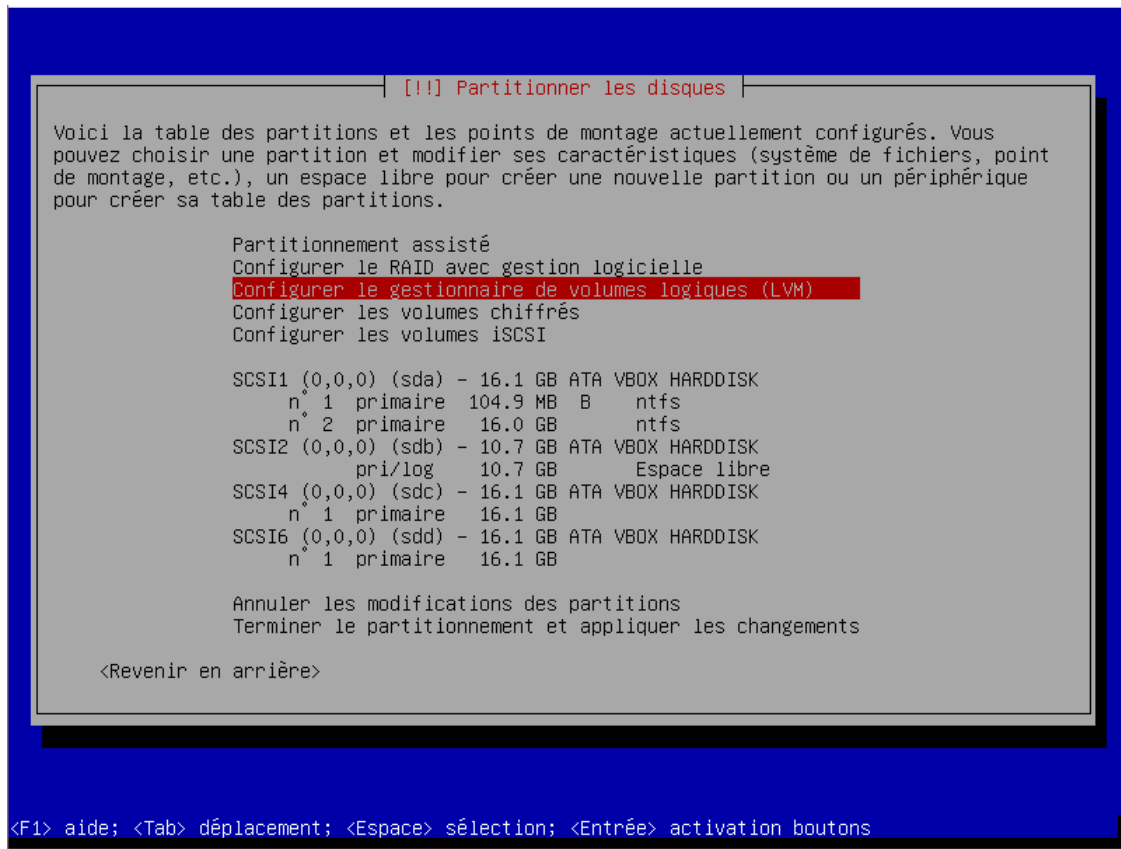 [!!] Partitionner les disques
Voici la table des partitions et les points de montage actuellement configurés. Vous
pouvez choisir une partition et modifier ses caractéristiques (système de fichiers, point
de montage, etc.), un espace libre pour créer une nouvelle partition ou un périphérique
pour créer sa table des partitions.
Partitionnement assisté
Configurer le RAID avec gestion logicielle
Configurer le gestionnaire de volumes logiques (LVM)
Configurer les volumes chiffrés
Configurer les volumes iSCSI
SCSI1 (0,0,0) (sda) – 16.1 GB ATA VBOX HARDDISK
n° 1 primaire 104.9 MB B ntfs
n° 2 primaire 16.0 GB ntfs
SCSI2 (0,0,0) (sdb) – 10.7 GB ATA VBOX HARDDISK
pri/log 10.7 GB Espace libre
SCSI4 (0,0,0) (sdc) – 16.1 GB ATA VBOX HARDDISK
n° 1 primaire 16.1 GB
SCSI6 (0,0,0) (sdd) – 16.1 GB ATA VBOX HARDDISK
n° 1 primaire 16.1 GB
Annuler les modifications des partitions
Terminer le partitionnement et appliquer les changements
<Revenir en arrière>
<F1> aide; <Tab> déplacement; <Espace> sélection; <Entrée> activation boutons